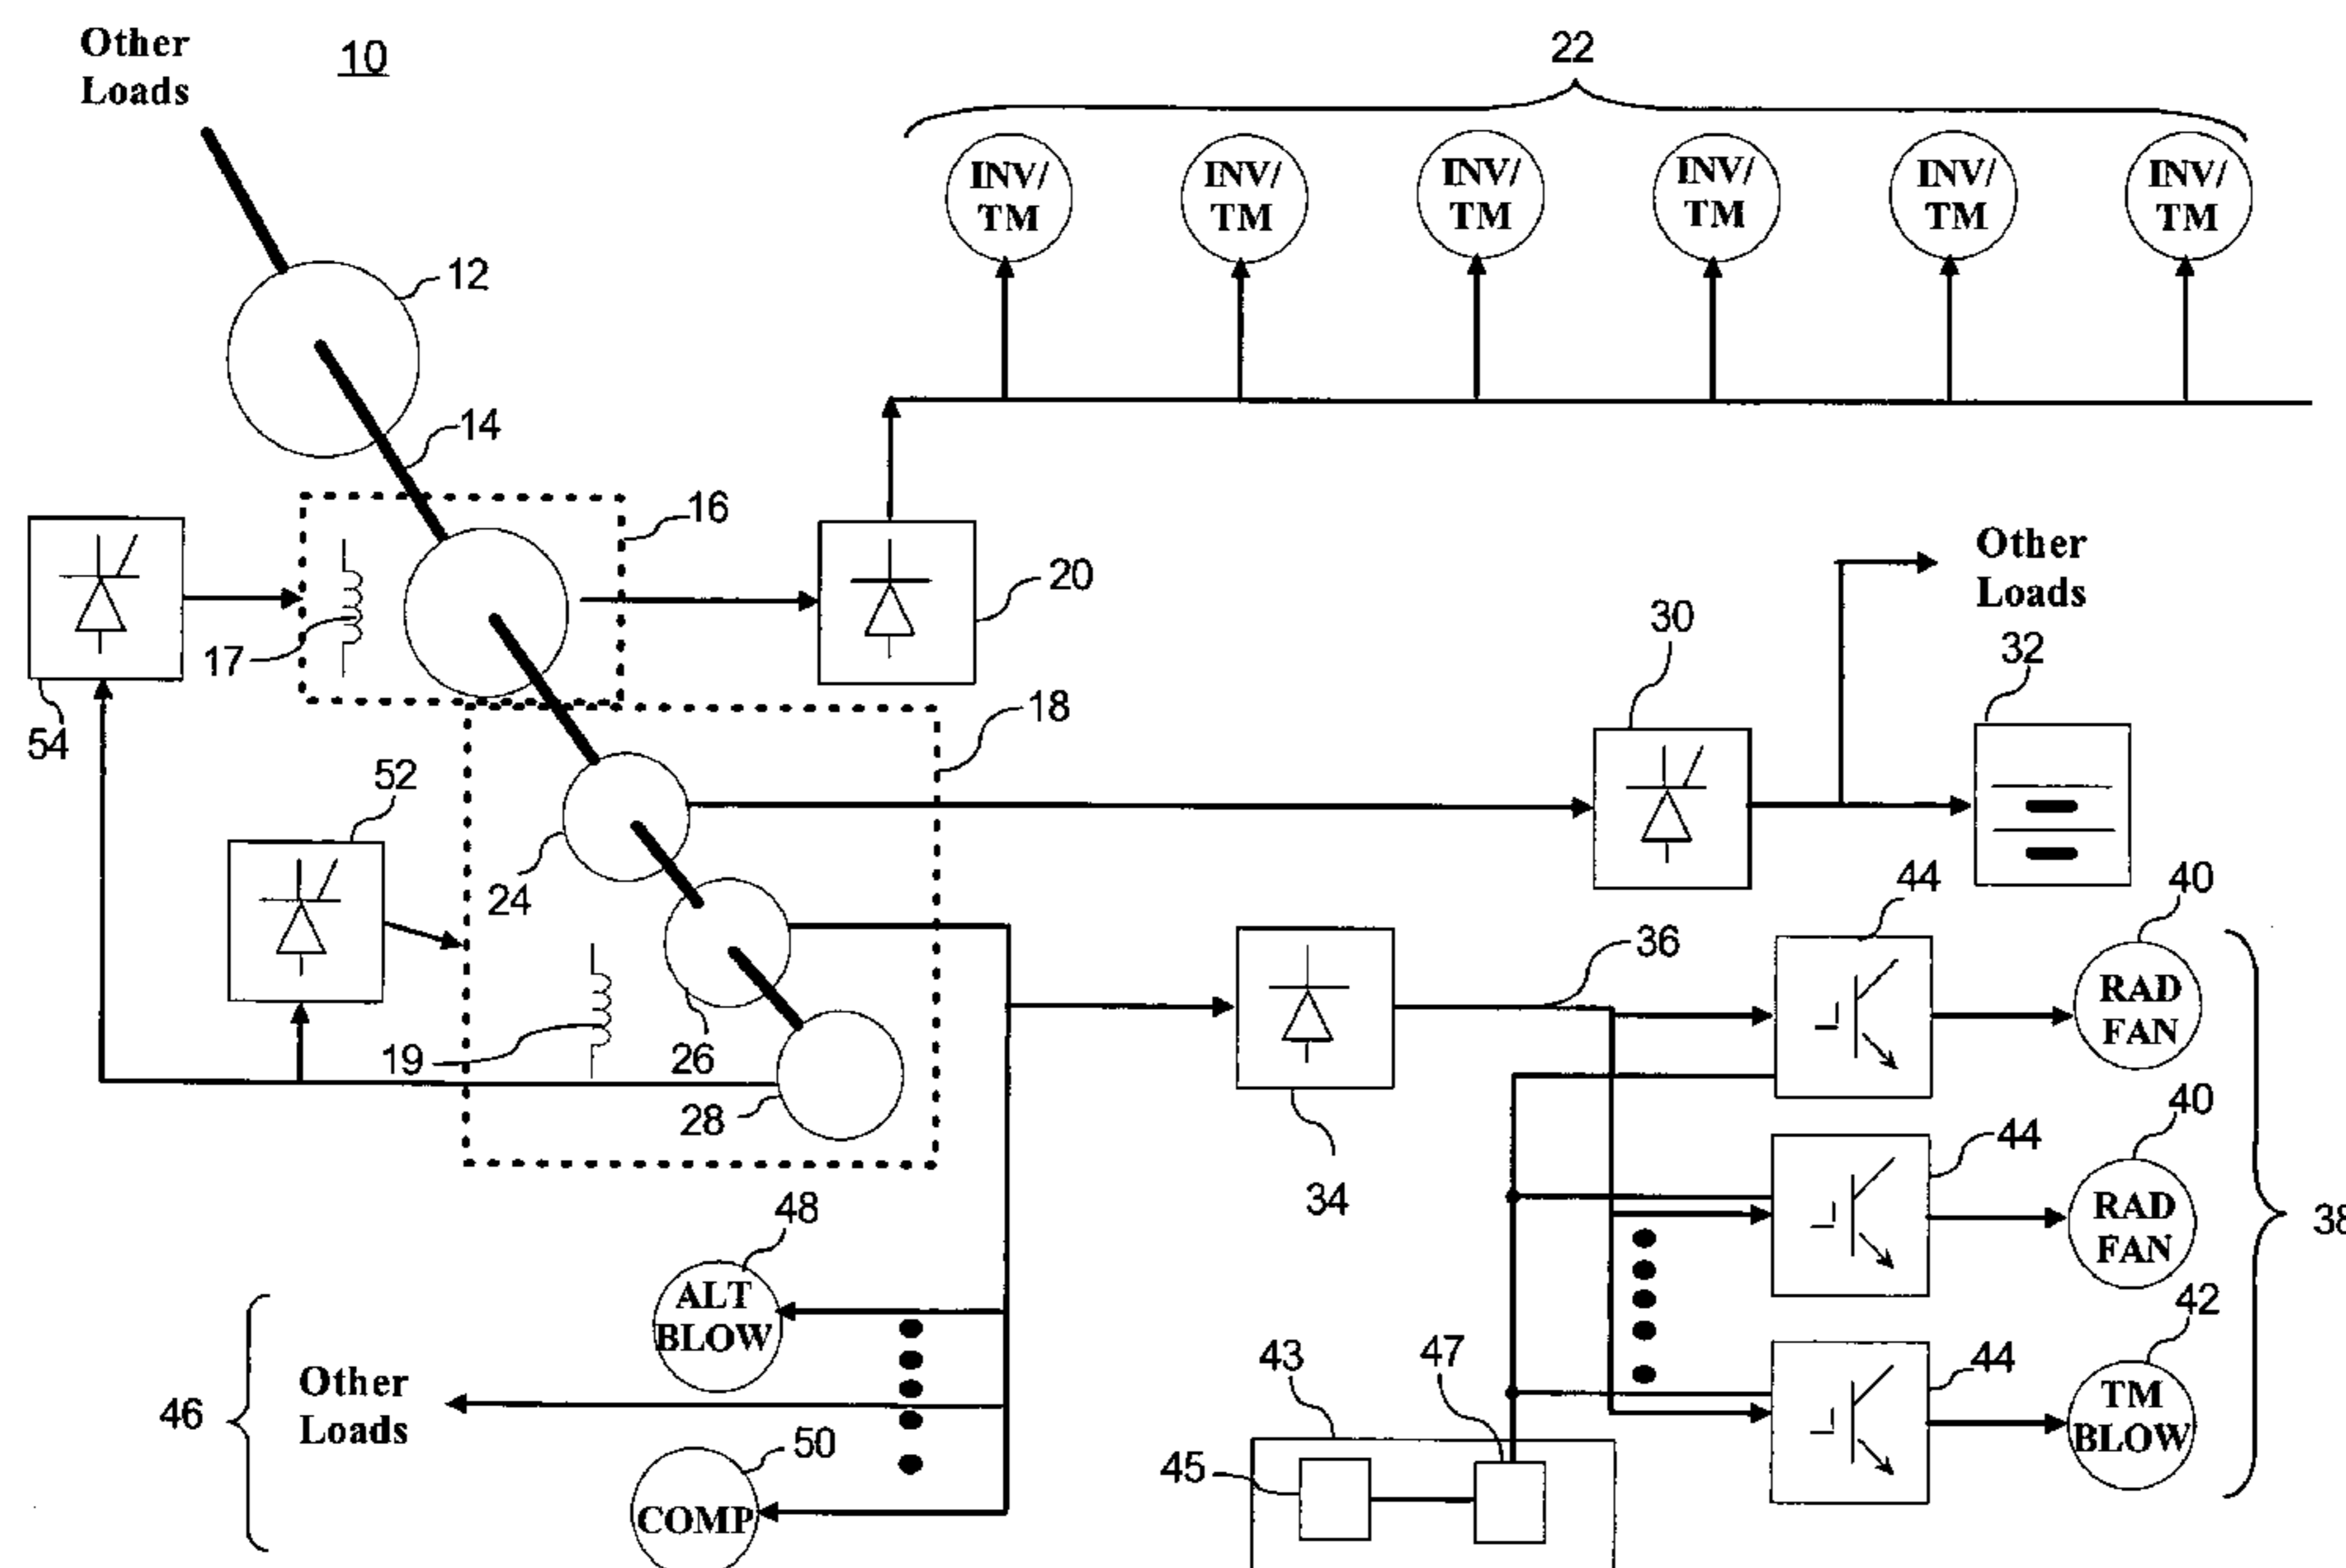 Other
Loads
10
22
INV/
TM
INV/
TM
INV/
TM
INV/
TM
INV/
TM
INV/
TM
12
14
16
17
20
54
18
Other
Loads
30
32
52
24
44
40
36
RAD
FAN
19
26
28
34
40
44
RAD
FAN
38
48
ALT
BLOW
42
46
Other
Loads
43
47
44
TM
BLOW
50
45
COMP